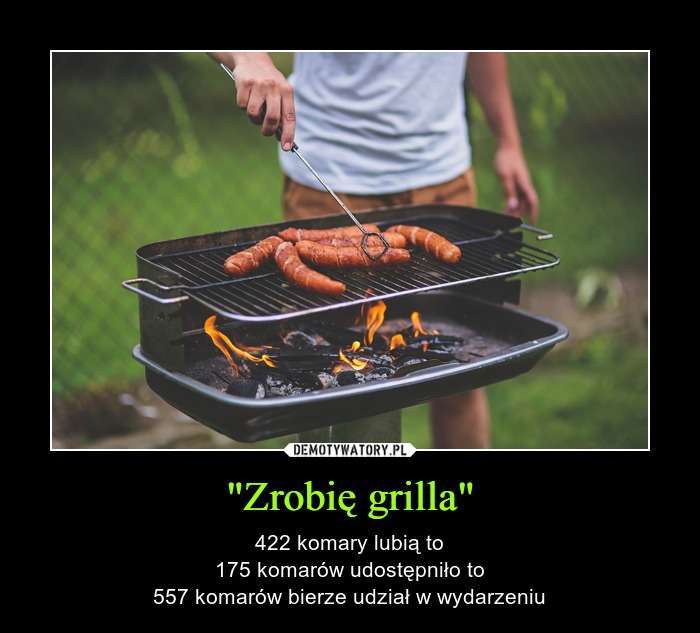 DEMOTYWATORY.PL
"Zrobię grilla"
422 komary lubią to
175 komarów udostępniło to
557 komarów bierze udział w wydarzeniu